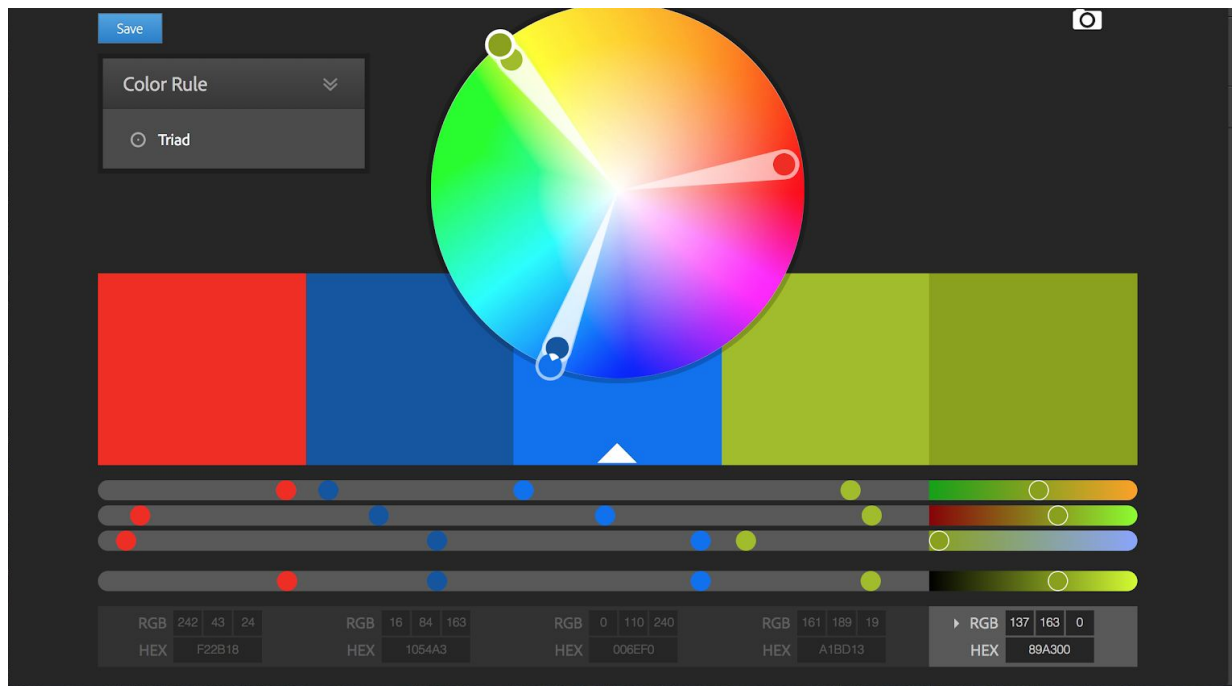 Save
Color Rule
Triad
RGB 242 43 24
HEX F22B18
RGB 16 84 163
HEX 1054A3
RGB 0 110 240
HEX 006EF0
RGB 161 189 19
HEX A1BD13
RGB 137 163 0
HEX 89A300